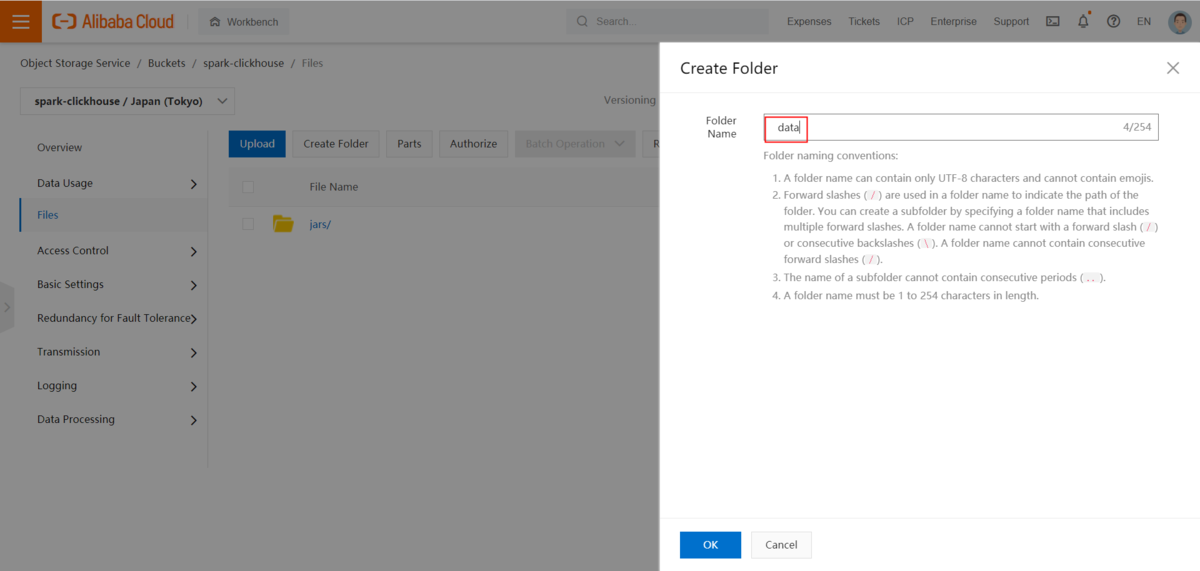 Alibaba Cloud
Workbench
Search...
Expenses
Tickets
ICP
Enterprise
Support
EN
Object Storage Service / Buckets / spark-clickhouse / Files
spark-clickhouse / Japan (Tokyo)
Versioning
Overview
Data Usage
Files
Access Control
Basic Settings
Redundancy for Fault Tolerance
Transmission
Logging
Data Processing
Upload
Create Folder
Parts
Authorize
Batch Operation
R
File Name
jars/
Create Folder
Folder
Name
data
4/254
Folder naming conventions:
1. A folder name can contain only UTF-8 characters and cannot contain emojis.
2. Forward slashes ( / ) are used in a folder name to indicate the path of the
folder. You can create a subfolder by specifying a folder name that includes
multiple forward slashes. A folder name cannot start with a forward slash ( / )
or consecutive backslashes ( \ ). A folder name cannot contain consecutive
forward slashes ( / ).
3. The name of a subfolder cannot contain consecutive periods ( .. ).
4. A folder name must be 1 to 254 characters in length.
OK
Cancel